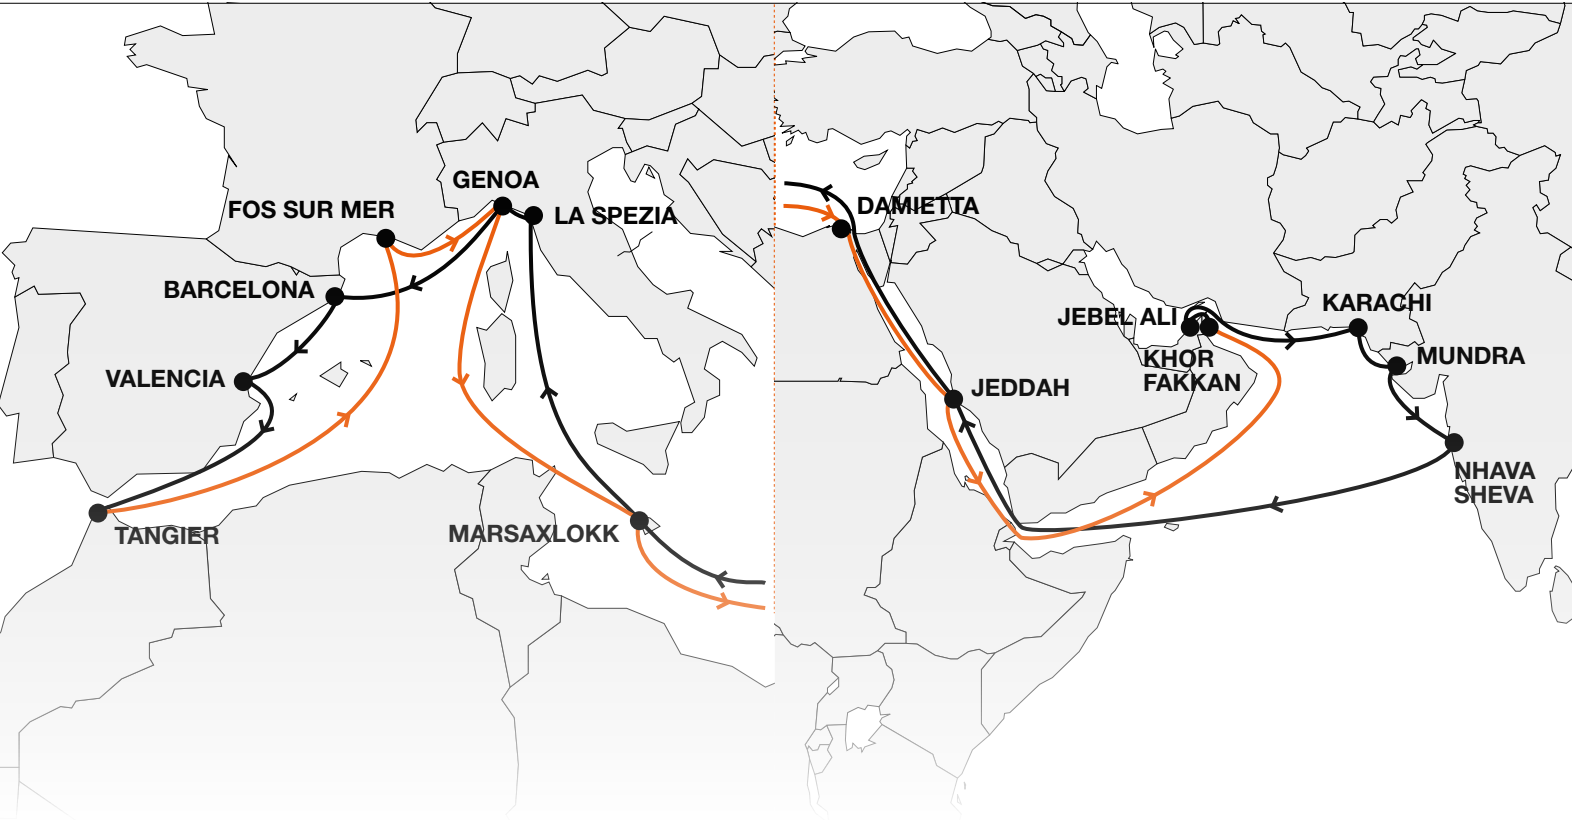 GENOA
FOS SUR MER
LA SPEZIA
BARCELONA
VALENCIA
TANGIER
MARSAXLOKK
DAMIETTA
JEDDAH
JEBEL ALI
KHOR
FAKKAN
KARACHI
MUNDRA
NHAVA
SHEVA